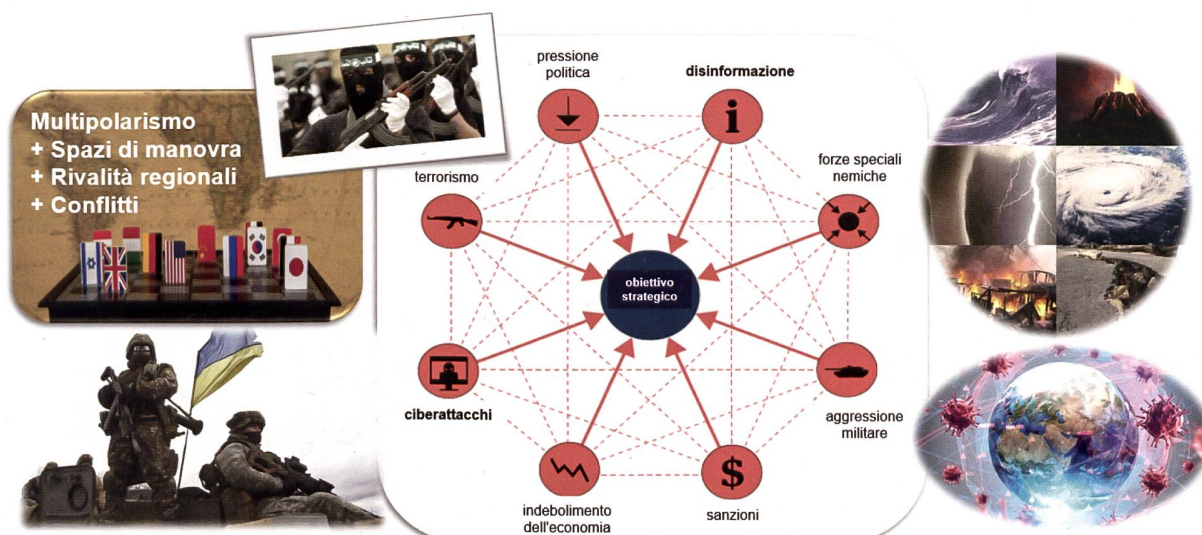 Multipolarismo
+ Spazi di manovra
+ Rivalità regionali
+ Conflitti
pressione
politica
disinformazione
i
terrorismo
forze speciali
nemiche
obiettivo
strategico
ciberattacchi
aggressione
militare
indebolimento
dell'economia
$
sanzioni